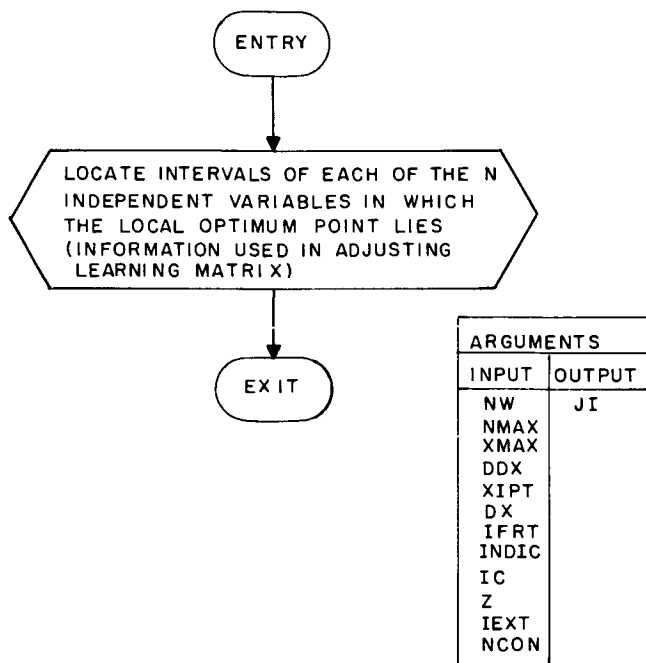 ENTRY
LOCATE INTERVALS OF EACH OF THE N
INDEPENDENT VARIABLES IN WHICH
THE LOCAL OPTIMUM POINT LIES
(INFORMATION USED IN ADJUSTING
LEARNING MATRIX)
EXIT
ARGUMENTS
INPUT OUTPUT
NW JI
NMAX
XMAX
DDX
XIPT
DX
IFRT
INDIC
IC
Z
IEXT
NCON